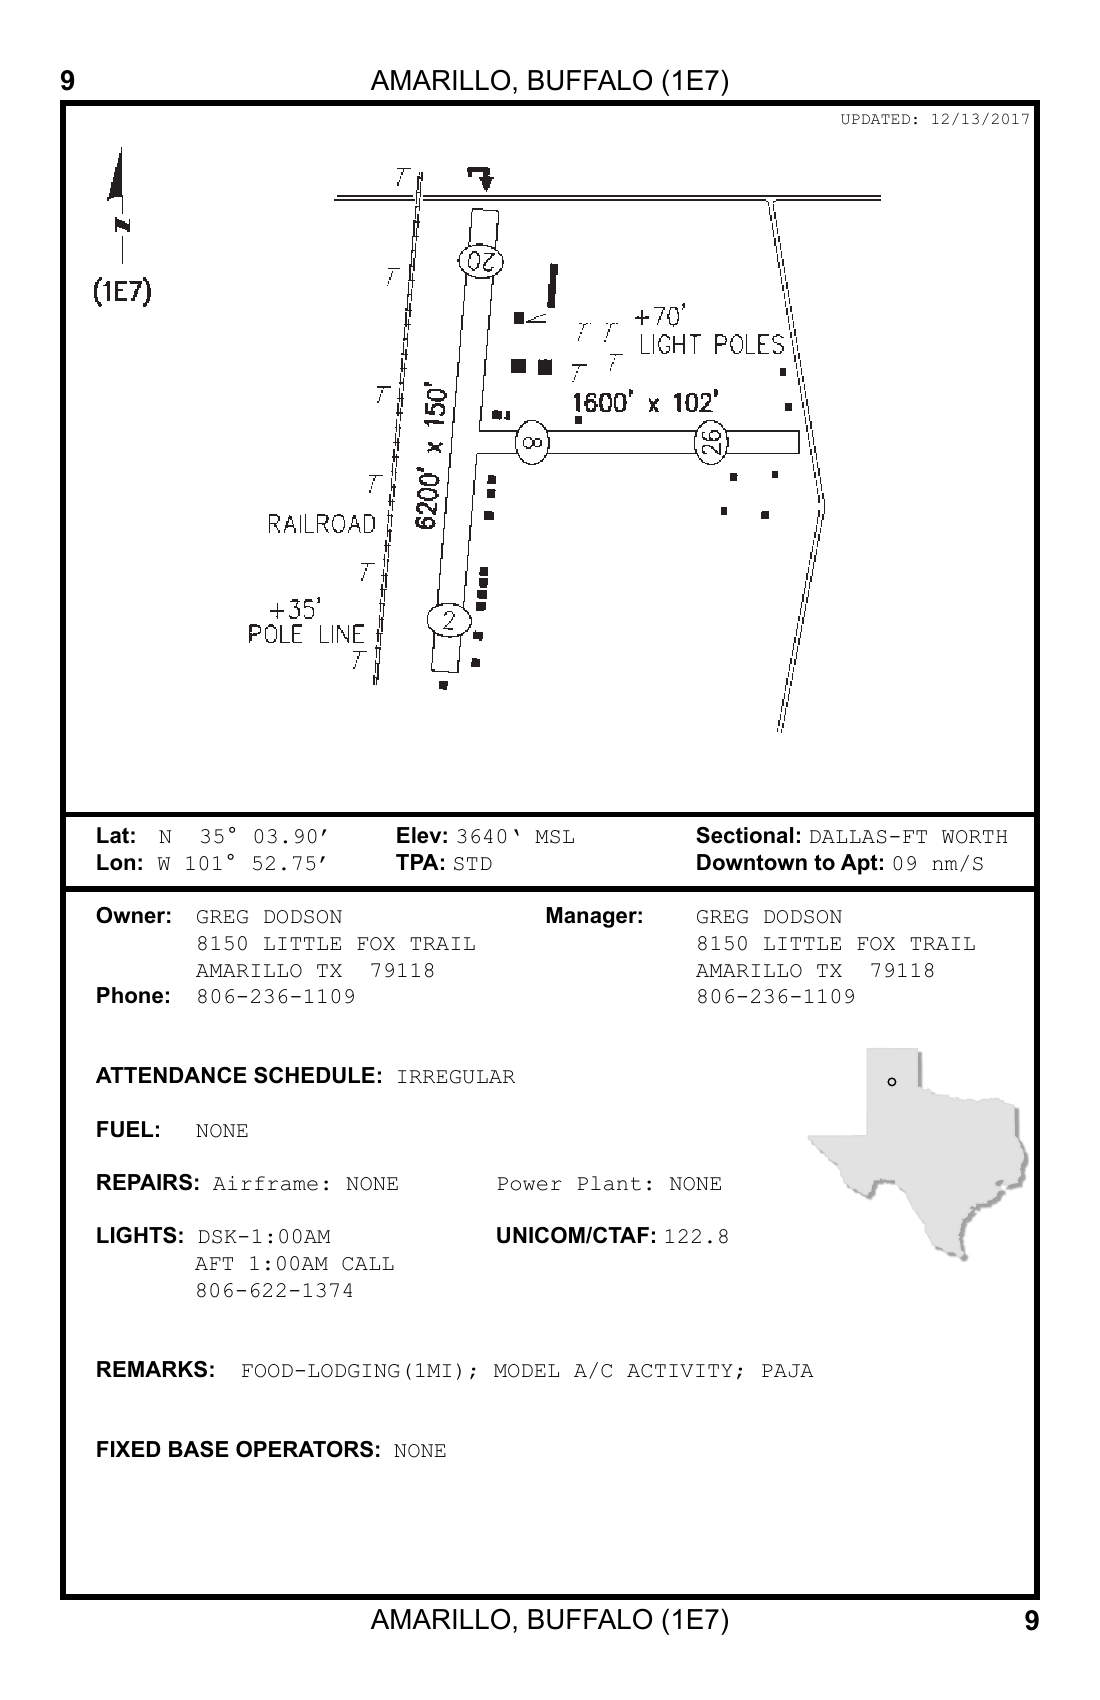 9 AMARILLO, BUFFALO (1E7)
UPDATED: 12/13/2017
N
(1E7)
20
+70'
LIGHT POLES
1600' x 102'
6200' x 150'
8
26
RAILROAD
+35'
POLE LINE
2
Lat: N 35° 03.90’ Elev: 3640‘ MSL Sectional: DALLAS-FT WORTH
Lon: W 101° 52.75’ TPA: STD Downtown to Apt: 09 nm/S
Owner: GREG DODSON Manager: GREG DODSON
8150 LITTLE FOX TRAIL 8150 LITTLE FOX TRAIL
AMARILLO TX 79118 AMARILLO TX 79118
Phone: 806-236-1109 806-236-1109
ATTENDANCE SCHEDULE: IRREGULAR
FUEL: NONE
REPAIRS: Airframe: NONE Power Plant: NONE
LIGHTS: DSK-1:00AM UNICOM/CTAF: 122.8
AFT 1:00AM CALL
806-622-1374
REMARKS: FOOD-LODGING(1MI); MODEL A/C ACTIVITY; PAJA
FIXED BASE OPERATORS: NONE
AMARILLO, BUFFALO (1E7) 9